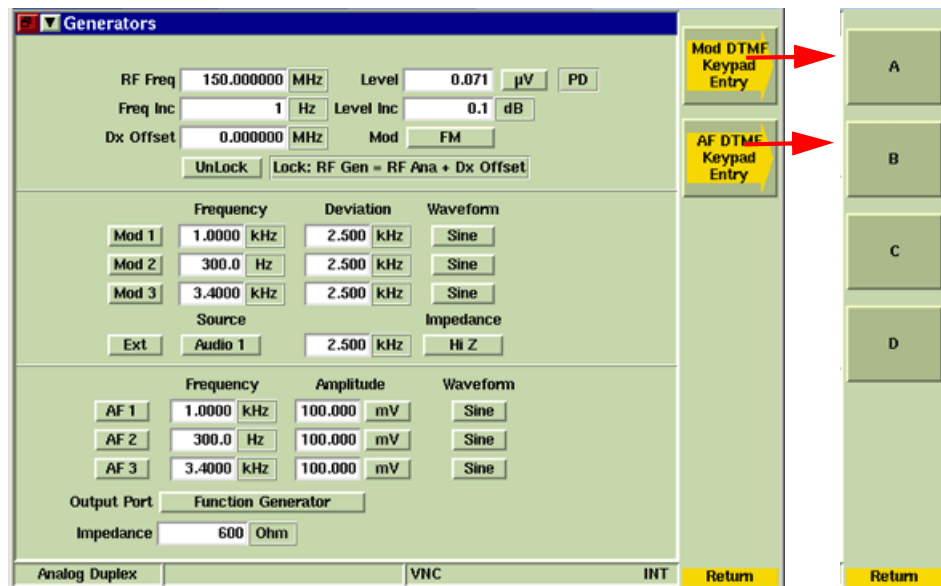 Generators
RF Freq 150.000000 MHz Level 0.071 µV PD
Freq Inc 1 Hz Level Inc 0.1 dB
Dx Offset 0.000000 MHz Mod FM
UnLock Lock: RF Gen = RF Ana + Dx Offset
Frequency Deviation Waveform
Mod 1 1.0000 kHz 2.500 kHz Sine
Mod 2 300.0 Hz 2.500 kHz Sine
Mod 3 3.4000 kHz 2.500 kHz Sine
Source Impedance
Ext Audio 1 2.500 kHz Hi Z
Frequency Amplitude Waveform
AF 1 1.0000 kHz 100.000 mV Sine
AF 2 300.0 Hz 100.000 mV Sine
AF 3 3.4000 kHz 100.000 mV Sine
Output Port Function Generator
Impedance 600 Ohm
Analog Duplex VNC INT
Mod DTMF
Keypad
Entry
AF DTMF
Keypad
Entry
Return
A
B
C
D
Return